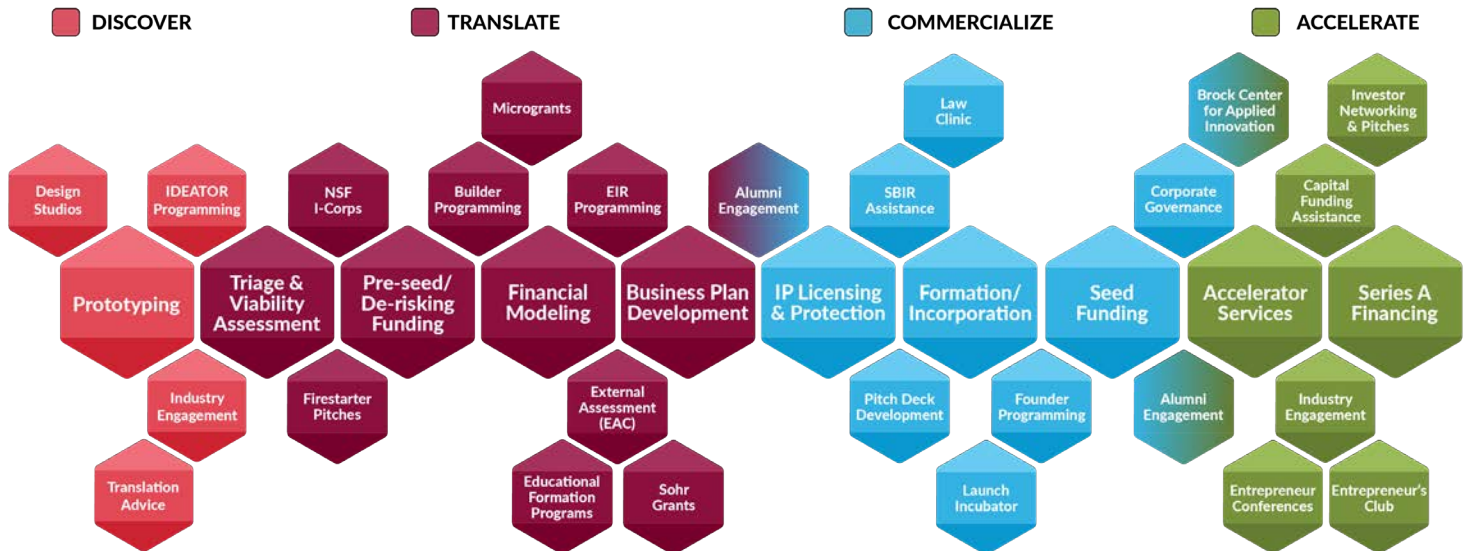 DISCOVER
TRANSLATE
COMMERCIALIZE
ACCELERATE
Microgrants
Law
Clinic
Brock Center
for Applied
Innovation
Investor
Networking
& Pitches
Design
Studios
IDEATOR
Programming
NSF
I-Corps
Builder
Programming
EIR
Programming
Alumni
Engagement
SBIR
Assistance
Corporate
Governance
Capital
Funding
Assistance
Prototyping
Triage &
Viability
Assessment
Pre-seed/
De-risking
Funding
Financial
Modeling
Business Plan
Development
IP Licensing
& Protection
Formation/
Incorporation
Seed
Funding
Accelerator
Services
Series A
Financing
Industry
Engagement
Firestarter
Pitches
External
Assessment
(EAC)
Pitch Deck
Development
Founder
Programming
Alumni
Engagement
Industry
Engagement
Translation
Advice
Educational
Formation
Programs
Sohr
Grants
Launch
Incubator
Entrepreneur
Conferences
Entrepreneur's
Club